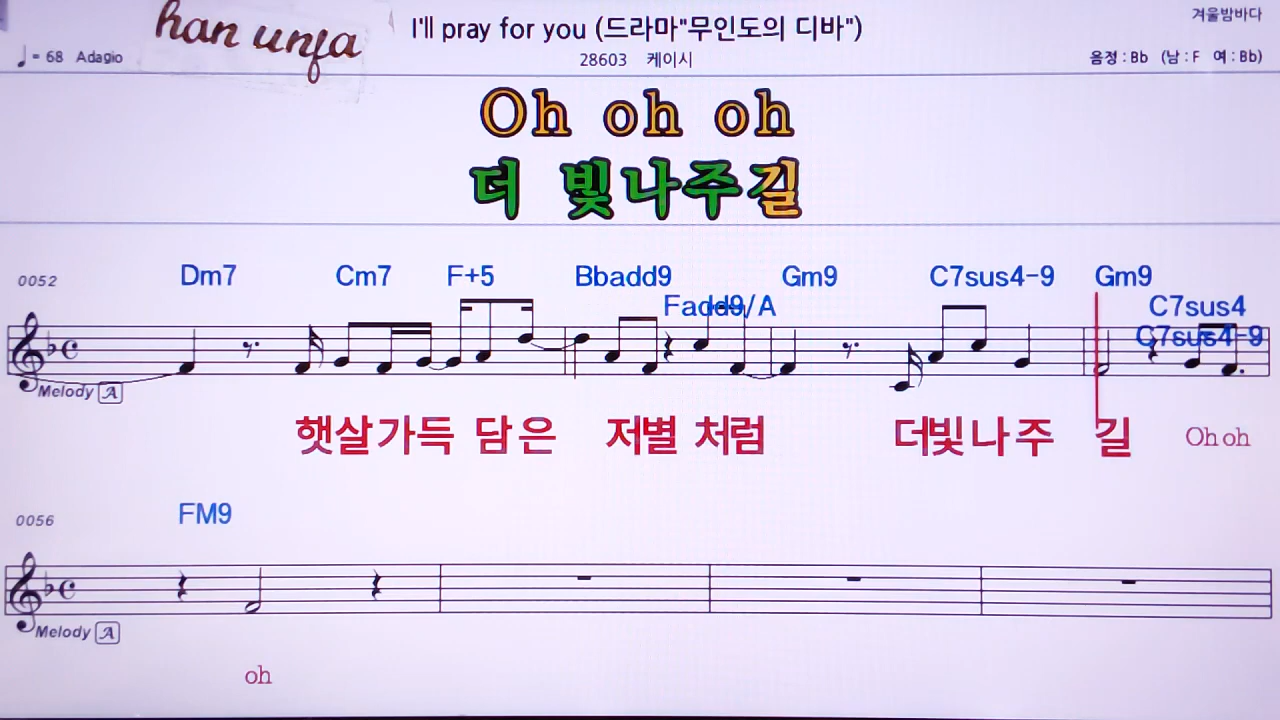 han unja
I'll pray for you (드라마"무인도의 디바")
겨울밤바다
♩= 68 Adagio
28603 케이시
음정 : Bb (남 : F 여 : Bb)
Oh oh oh
더 빛나주길
0052 Dm7 Cm7 F+5 Bbadd9 Gm9 C7sus4-9 Gm9
Fadd9/A C7sus4
C7sus4-9
Melody A
햇살가득 담은 저별 처럼 더빛나주 길 Oh oh
0056 FM9
Melody A
oh